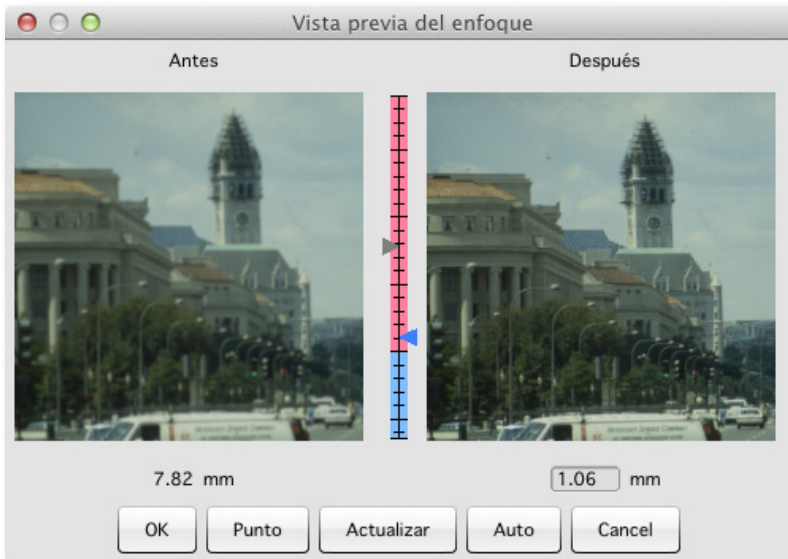 Vista previa del enfoque
Antes
Después
7.82 mm
1.06 mm
OK
Punto
Actualizar
Auto
Cancel